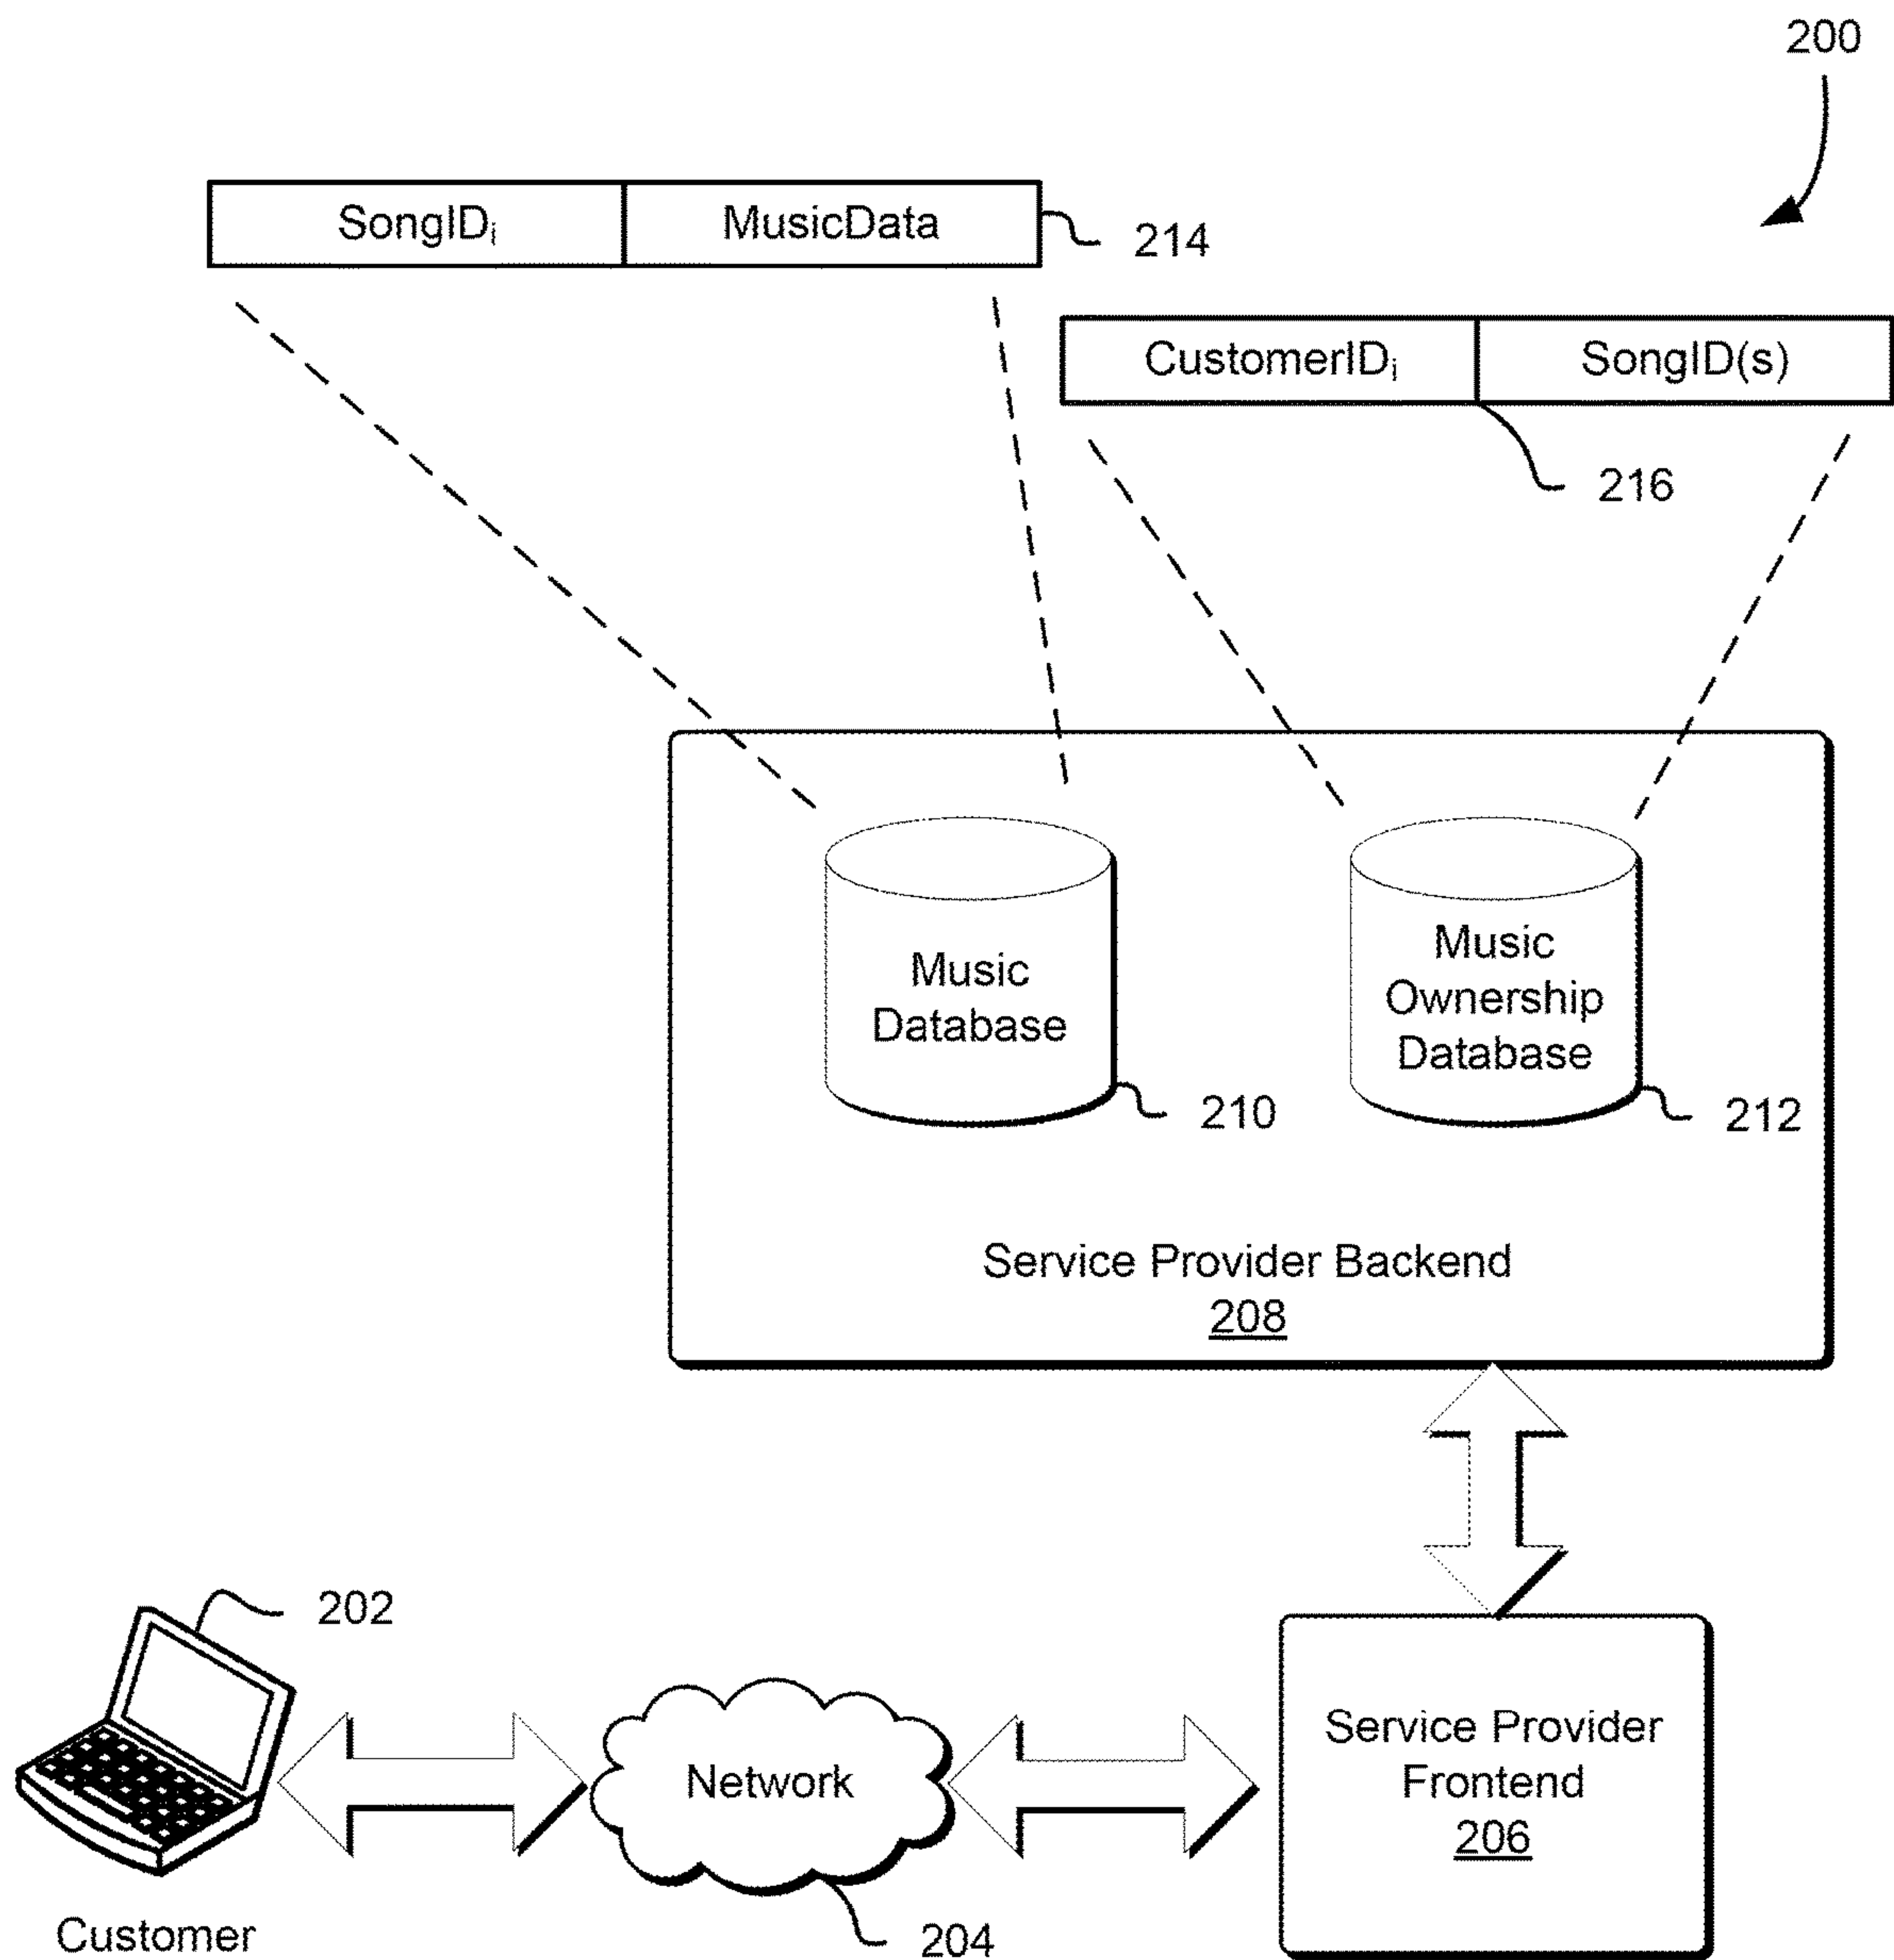 200
SongIDᵢ MusicData
214
CustomerIDᵢ SongID(s)
216
Music
Database
210
Music
Ownership
Database
212
Service Provider Backend
208
202
Customer
Network
204
Service Provider
Frontend
206